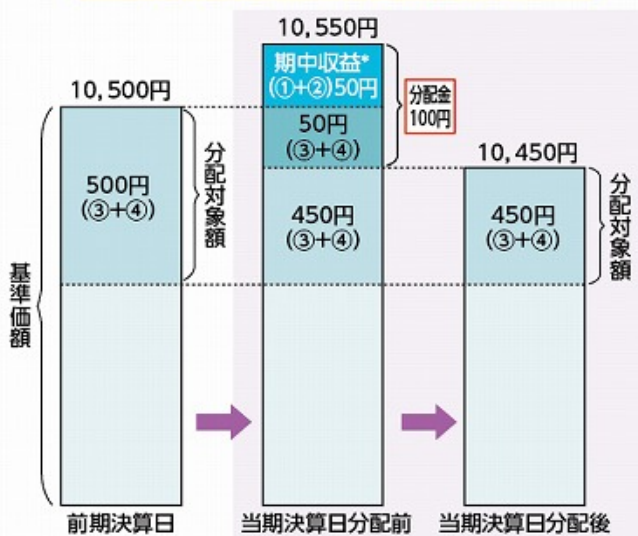 10,500円
500円
(③+④)
分配対象額
基準価額
前期決算日
10,550円
期中収益*
(①+②)50円
50円
(③+④)
450円
(③+④)
分配金
100円
当期決算日分配前
10,450円
450円
(③+④)
分配対象額
当期決算日分配後